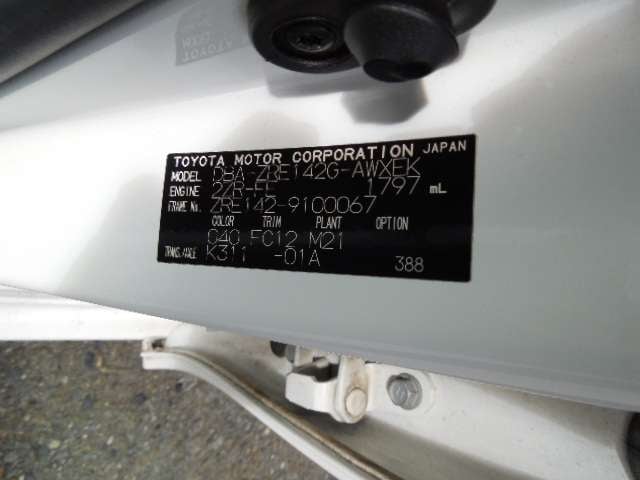 TOYOTA MOTOR CORPORATION JAPAN
MODEL DBA-ZRE142G-AWXEK
ENGINE 2ZR-FE 1797 mL
FRAME No. ZRE142-9100067
COLOR TRIM PLANT OPTION
040 FC12 M21
TRANS./AXLE K311 -01A
388